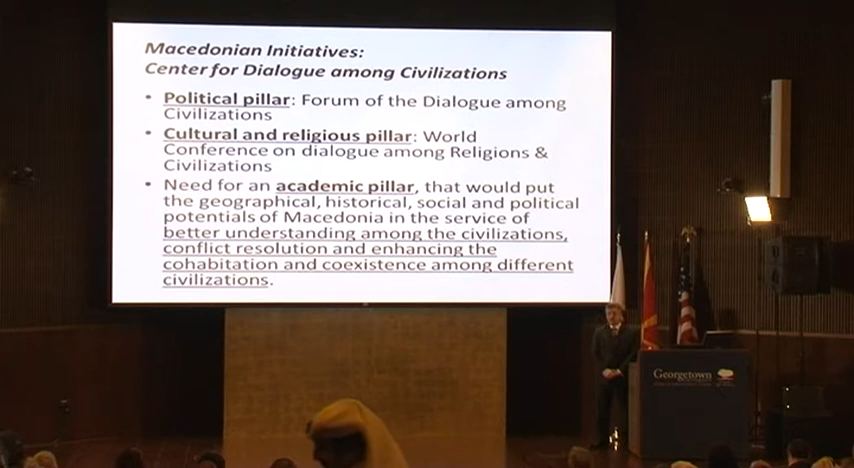 Macedonian Initiatives:
Center for Dialogue among Civilizations
• Political pillar: Forum of the Dialogue among
Civilizations
• Cultural and religious pillar: World
Conference on dialogue among Religions &
Civilizations
• Need for an academic pillar, that would put
the geographical, historical, social and political
potentials of Macedonia in the service of
better understanding among the civilizations,
conflict resolution and enhancing the
cohabitation and coexistence among different
civilizations.
Georgetown